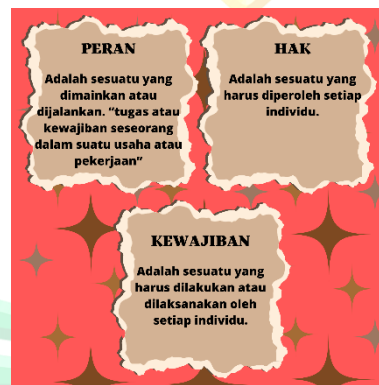 PERAN
Adalah sesuatu yang
dimainkan atau
dijalankan. “tugas atau
kewajiban seseorang
dalam suatu usaha atau
pekerjaan”
HAK
Adalah sesuatu yang
harus diperoleh setiap
individu.
KEWAJIBAN
Adalah sesuatu yang
harus dilakukan atau
dilaksanakan oleh
setiap individu.